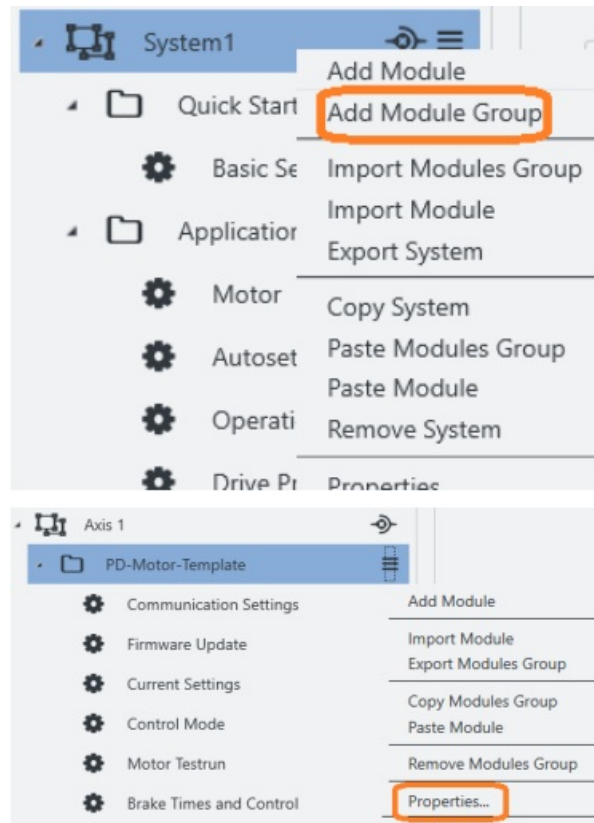 System1
Add Module
Quick Start
Add Module Group
Basic Se
Import Modules Group
Import Module
Application
Export System
Motor
Copy System
Autoset
Paste Modules Group
Paste Module
Operati
Remove System
Drive Pr
Properties
Axis 1
PD-Motor-Template
Communication Settings
Add Module
Firmware Update
Import Module
Export Modules Group
Current Settings
Copy Modules Group
Control Mode
Paste Module
Motor Testrun
Remove Modules Group
Brake Times and Control
Properties...